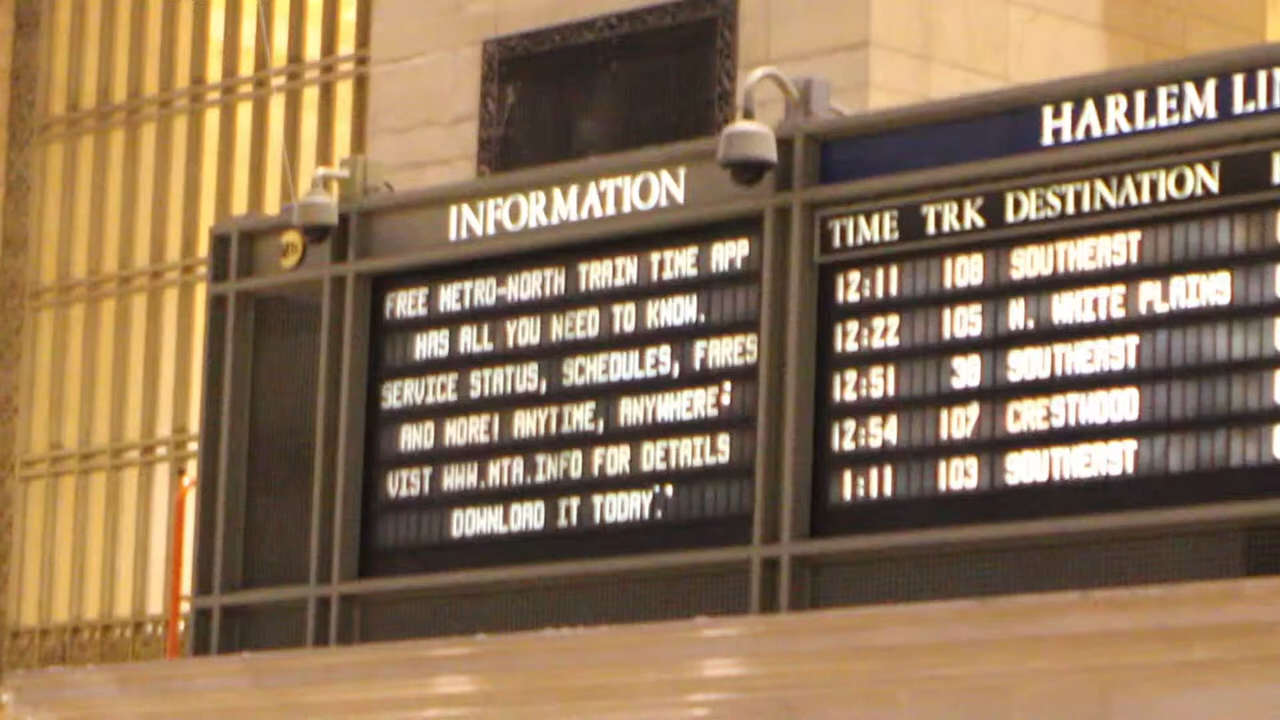 INFORMATION
FREE METRO-NORTH TRAIN TIME APP
HAS ALL YOU NEED TO KNOW.
SERVICE STATUS, SCHEDULES, FARES
AND MORE! ANYTIME, ANYWHERE:
VIST WWW.MTA.INFO FOR DETAILS
DOWNLOAD IT TODAY!'
HARLEM LI
TIME TRK DESTINATION
12:11 108 SOUTHEAST
12:22 105 N. WHITE PLAINS
12:51 38 SOUTHEAST
12:54 107 CRESTWOOD
1:11 103 SOUTHEAST